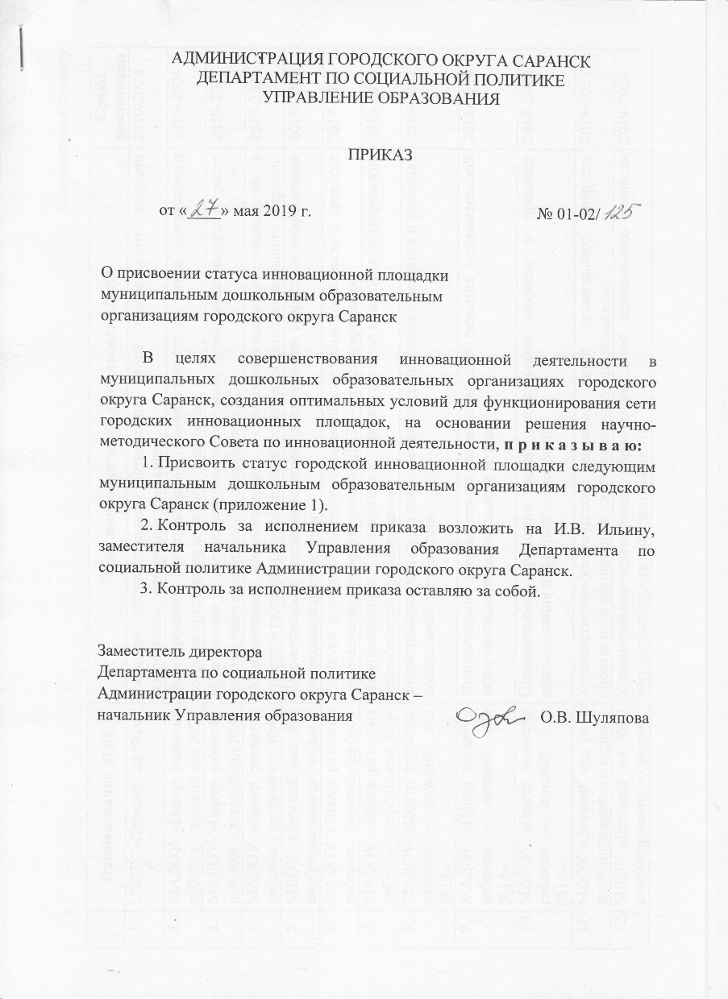 АДМИНИСТРАЦИЯ ГОРОДСКОГО ОКРУГА САРАНСК
ДЕПАРТАМЕНТ ПО СОЦИАЛЬНОЙ ПОЛИТИКЕ
УПРАВЛЕНИЕ ОБРАЗОВАНИЯ
ПРИКАЗ
от «27» мая 2019 г. № 01-02/125
О присвоении статуса инновационной площадки
муниципальным дошкольным образовательным
организациям городского округа Саранск
В целях совершенствования инновационной деятельности в
муниципальных дошкольных образовательных организациях городского
округа Саранск, создания оптимальных условий для функционирования сети
городских инновационных площадок, на основании решения научно-
методического Совета по инновационной деятельности, п р и к а з ы в а ю:
1. Присвоить статус городской инновационной площадки следующим
муниципальным дошкольным образовательным организациям городского
округа Саранск (приложение 1).
2. Контроль за исполнением приказа возложить на И.В. Ильину,
заместителя начальника Управления образования Департамента по
социальной политике Администрации городского округа Саранск.
3. Контроль за исполнением приказа оставляю за собой.
Заместитель директора
Департамента по социальной политике
Администрации городского округа Саранск –
начальник Управления образования О.В. Шуляпова